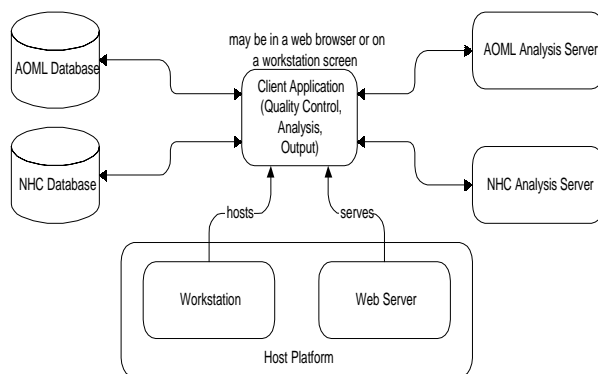 may be in a web browser or on
a workstation screen
AOML Database
Client Application
(Quality Control,
Analysis,
Output)
AOML Analysis Server
NHC Database
NHC Analysis Server
hosts
serves
Workstation
Web Server
Host Platform